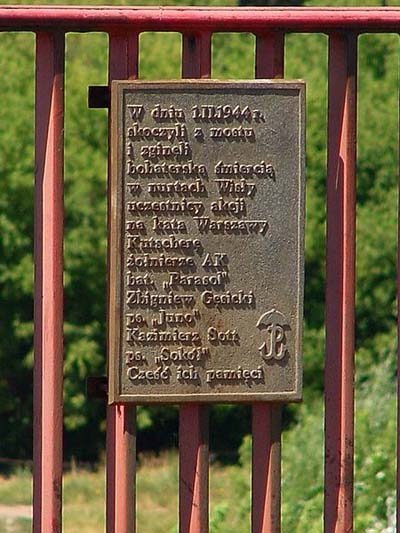 W dniu 1.II.1944 r.
skoczyli z mostu
i zginęli
bohaterską śmiercią
w nurtach Wisły
uczestnicy akcji
na kata Warszawy
Kutscherę
żołnierze AK
bat. „Parasol"
Zbigniew Gęsicki
ps. „Juno"
Kazimierz Sott
ps. „Sokół"
Cześć ich pamięci